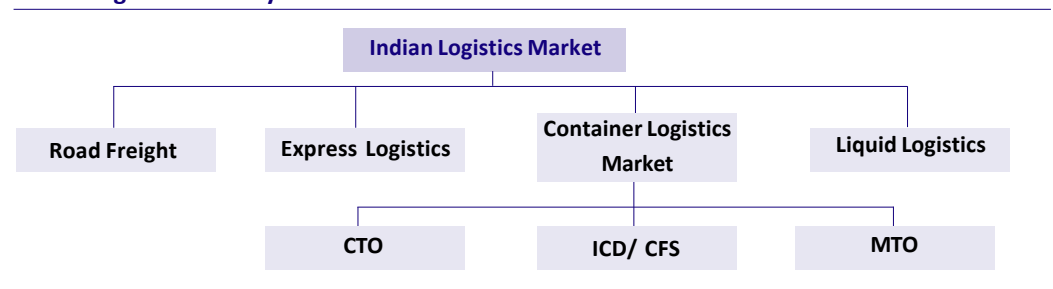 Indian Logistics Market
Road Freight
Express Logistics
Container Logistics
Market
Liquid Logistics
CTO
ICD/ CFS
MTO